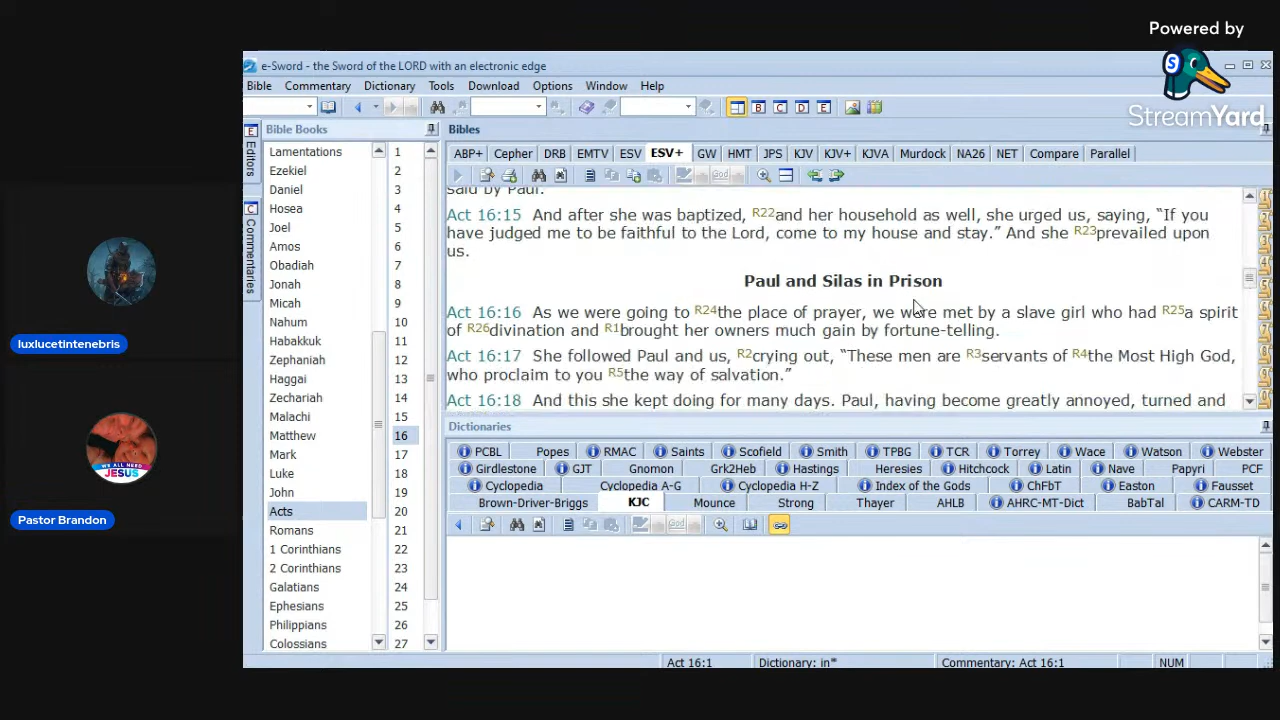 Powered by
S
StreamYard
e-Sword - the Sword of the LORD with an electronic edge
Bible Commentary Dictionary Tools Download Options Window Help
B C D E
Bible Books
Bibles
E Editors
C Commentaries
ABP+ Cepher DRB EMTV ESV ESV+ GW HMT JPS KJV KJV+ KJVA Murdock NA26 NET Compare Parallel
Lamentations
Ezekiel
Daniel
Hosea
Joel
Amos
Obadiah
Jonah
Micah
Nahum
Habakkuk
Zephaniah
Haggai
Zechariah
Malachi
Matthew
Mark
Luke
John
Acts
Romans
1 Corinthians
2 Corinthians
Galatians
Ephesians
Philippians
Colossians
1
2
3
4
5
6
7
8
9
10
11
12
13
14
15
16
17
18
19
20
21
22
23
24
25
26
27
said by Paul.
Act 16:15 And after she was baptized, R22and her household as well, she urged us, saying, “If you
have judged me to be faithful to the Lord, come to my house and stay.” And she R23prevailed upon
us.
Paul and Silas in Prison
Act 16:16 As we were going to R24the place of prayer, we were met by a slave girl who had R25a spirit
of R26divination and R1brought her owners much gain by fortune-telling.
Act 16:17 She followed Paul and us, R2crying out, “These men are R3servants of R4the Most High God,
who proclaim to you R5the way of salvation.”
Act 16:18 And this she kept doing for many days. Paul, having become greatly annoyed, turned and
Dictionaries
PCBL Popes RMAC Saints Scofield Smith TPBG TCR Torrey Wace Watson Webster
Girdlestone GJT Gnomon Grk2Heb Hastings Heresies Hitchcock Latin Nave Papyri PCF
Cyclopedia Cyclopedia A-G Cyclopedia H-Z Index of the Gods ChFBT Easton Fausset
Brown-Driver-Briggs KJC Mounce Strong Thayer AHLB AHRC-MT-Dict BabTal CARM-TD
Act 16:1 Dictionary: in* Commentary: Act 16:1 NUM
luxlucetintenebris
WE ALL NEED
JESUS
Pastor Brandon